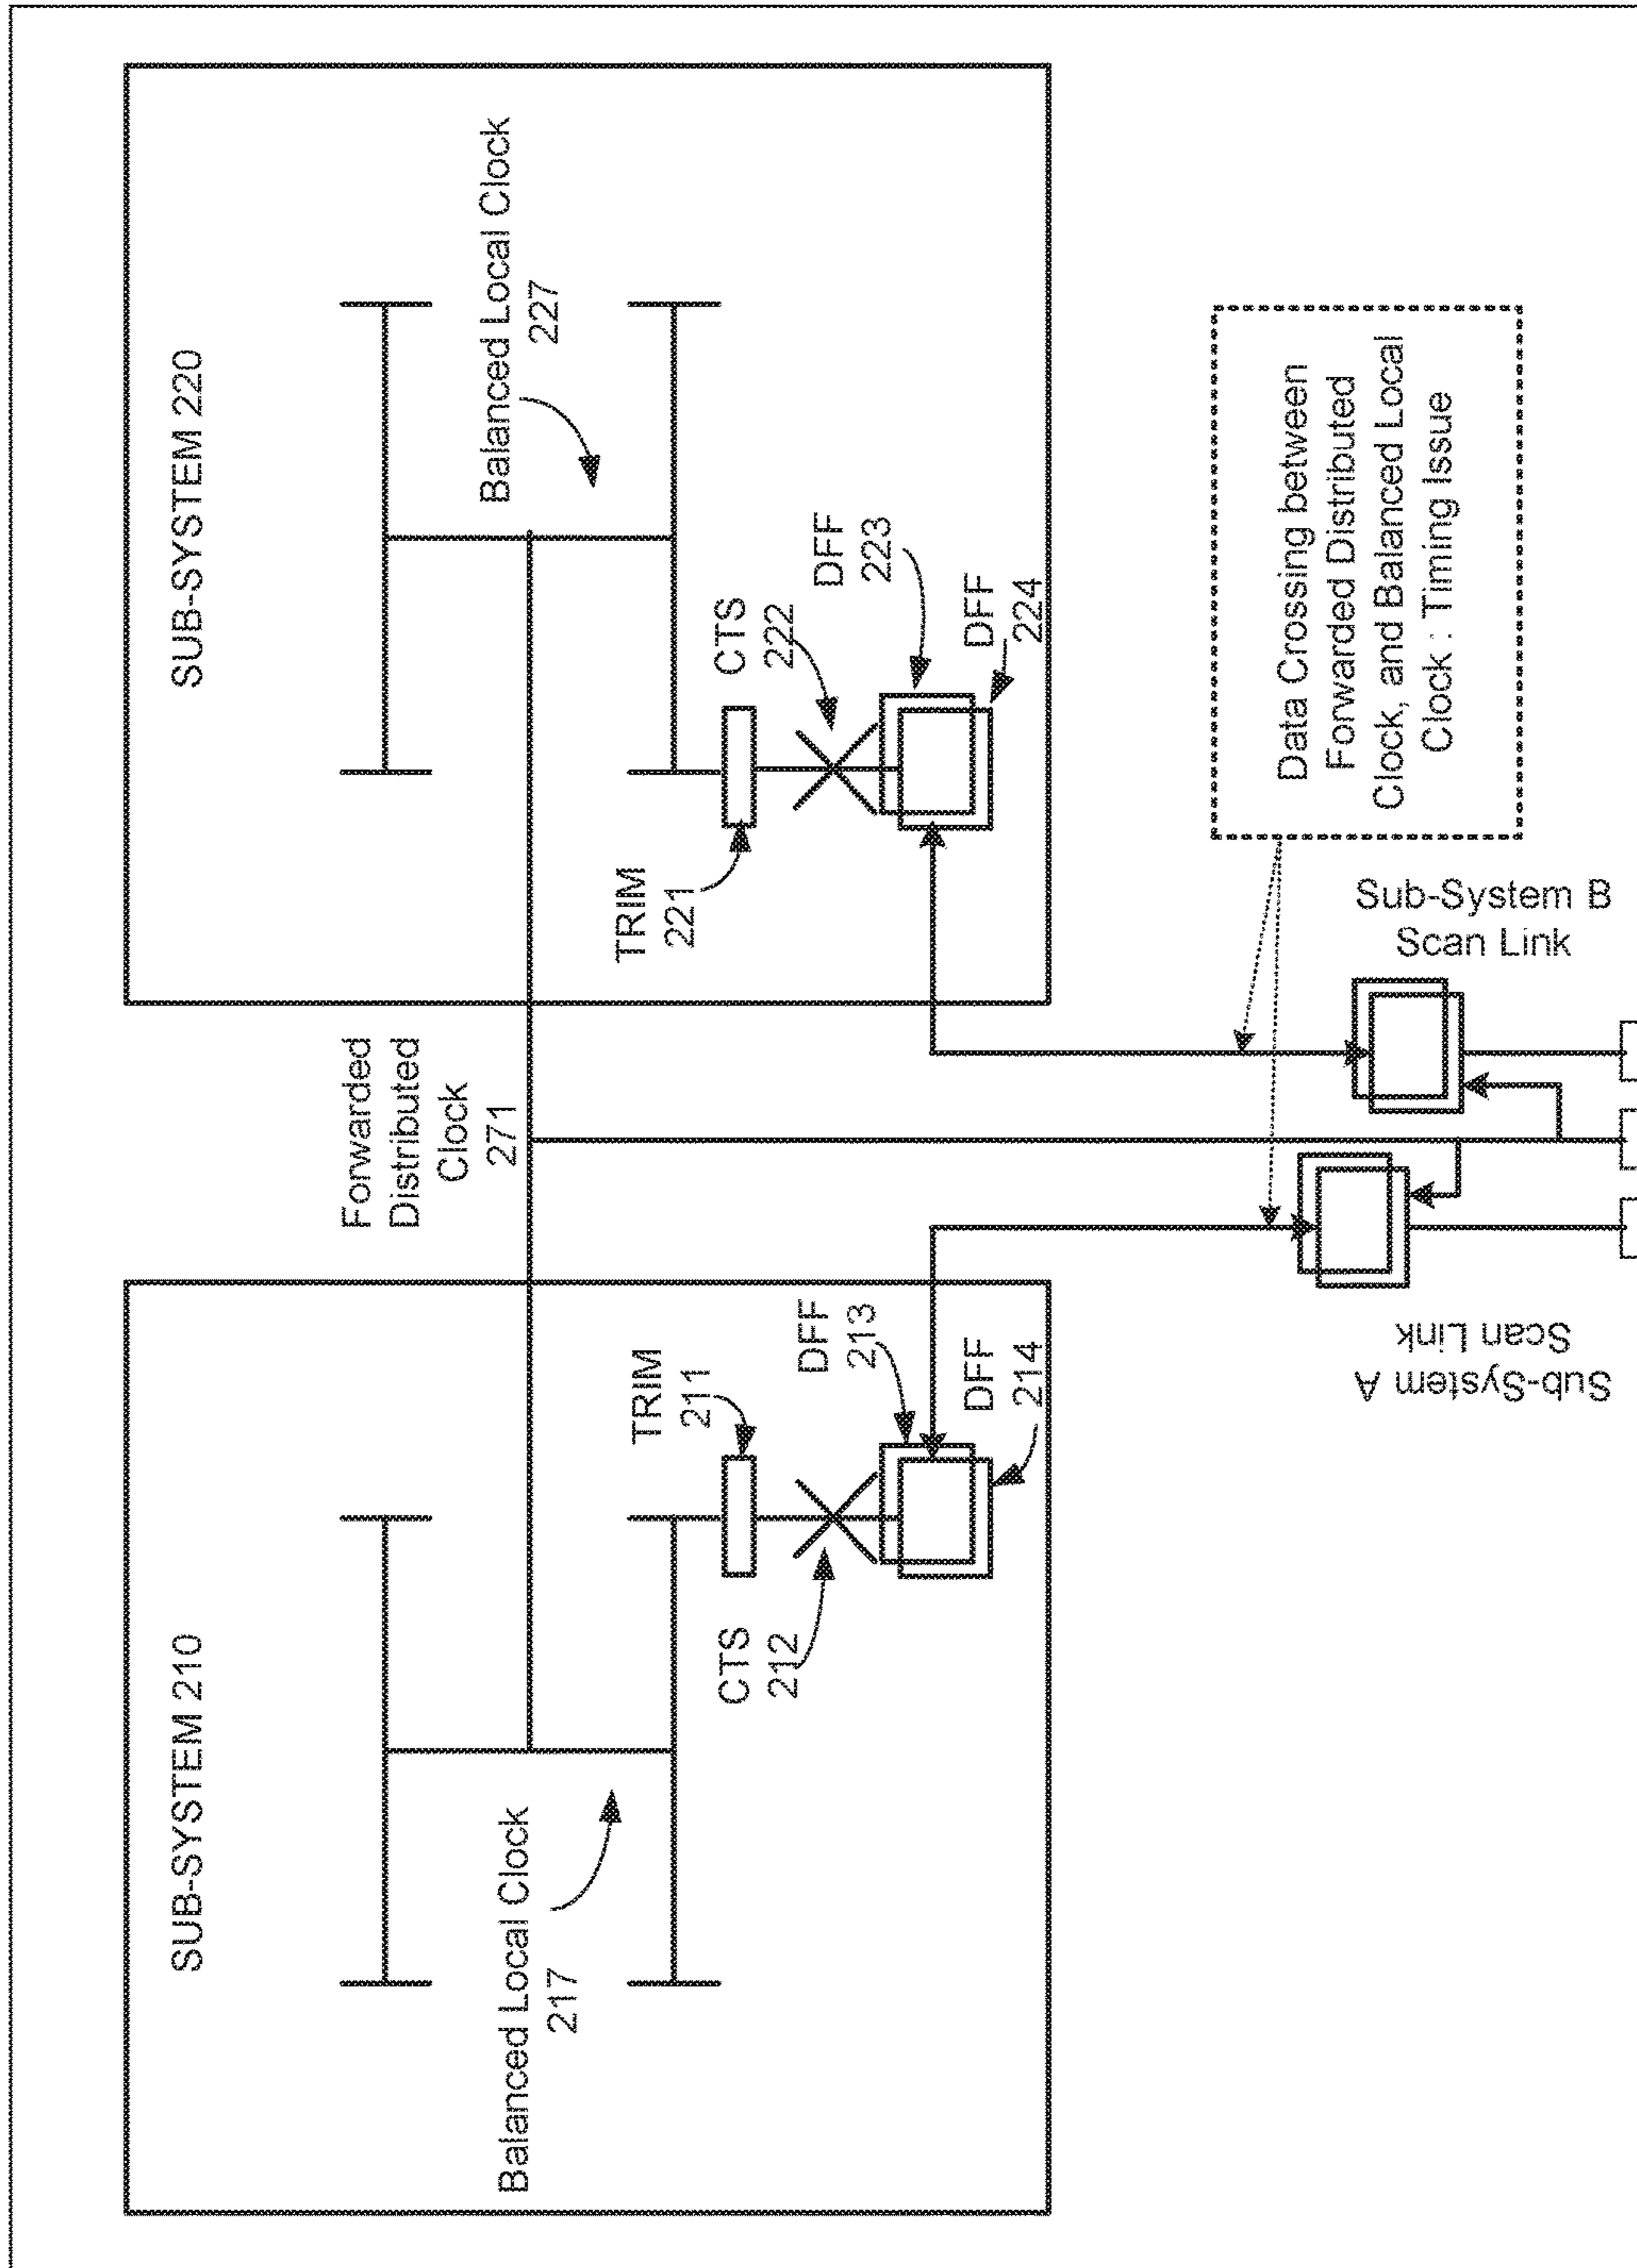 SUB-SYSTEM 210
Balanced Local Clock
217
TRIM
211
CTS
212
DFF
213
DFF
214
Forwarded
Distributed
Clock
271
SUB-SYSTEM 220
Balanced Local Clock
227
TRIM
221
CTS
222
DFF
223
DFF
224
Sub-System A
Scan Link
Sub-System B
Scan Link
Data Crossing between
Forwarded Distributed
Clock, and Balanced Local
Clock : Timing Issue